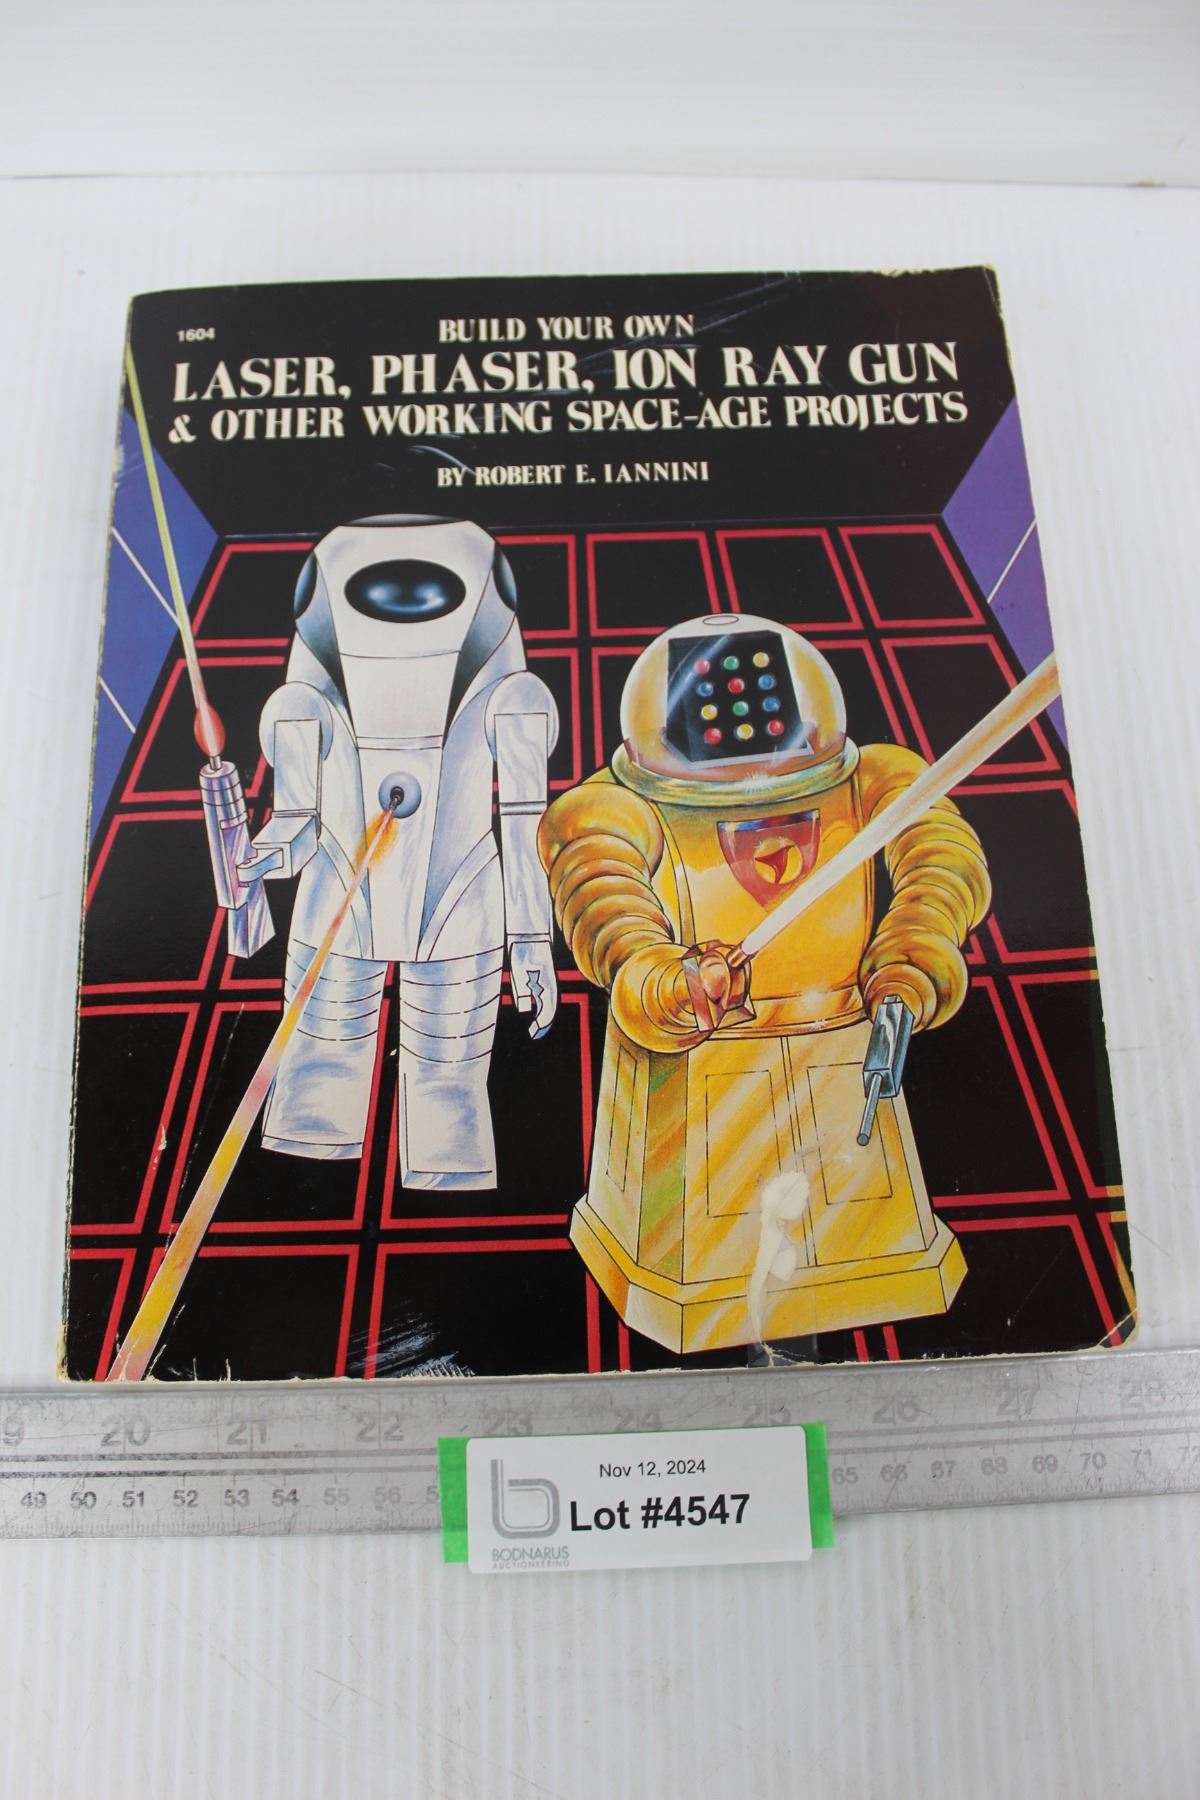 1604
BUILD YOUR OWN
LASER, PHASER, ION RAY GUN
& OTHER WORKING SPACE-AGE PROJECTS
BY ROBERT E. IANNINI
9 20 21 22 23 24 25 26 27 28
49 50 51 52 53 54 55 56 65 66 67 68 69 70 71
Nov 12, 2024
Lot #4547
BODNARUS
AUCTIONEERING